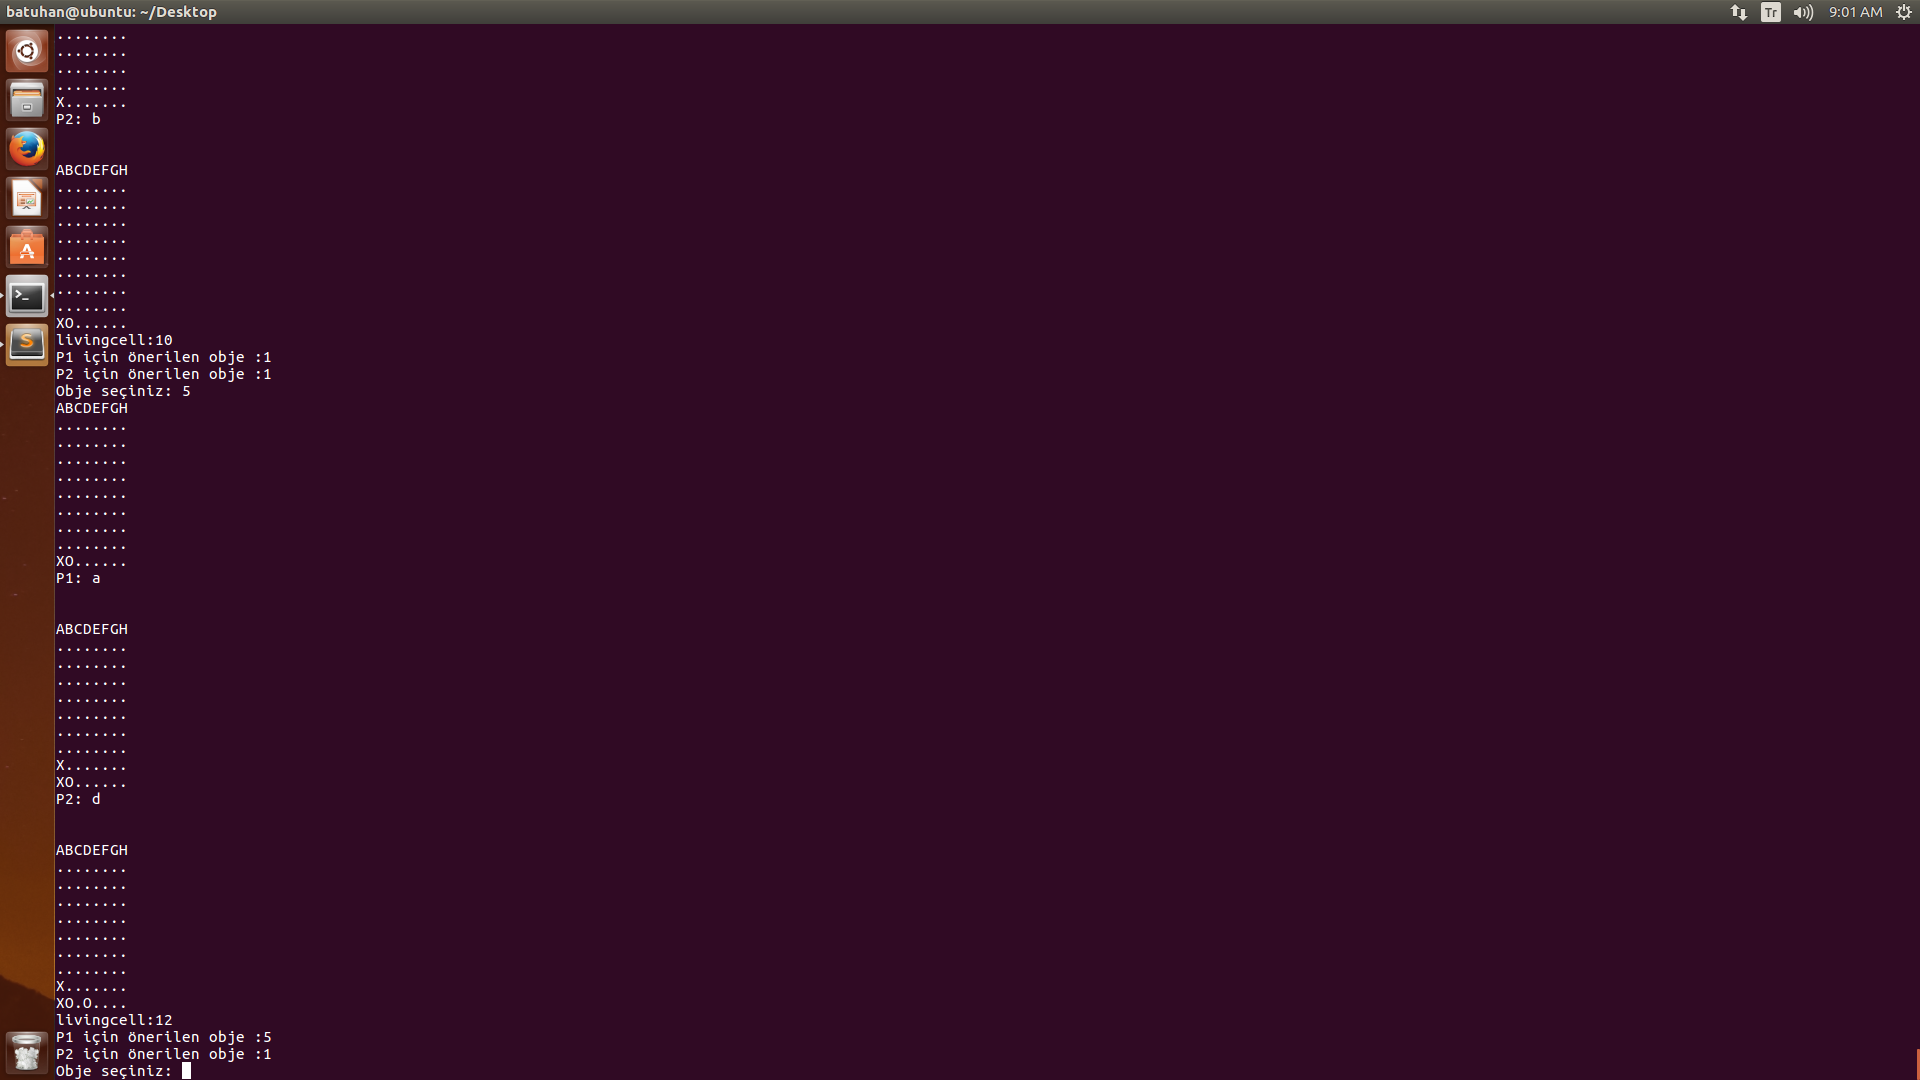 batuhan@ubuntu: ~/Desktop
Tr
9:01 AM
........
........
........
........
X.......
P2: b
ABCDEFGH
........
........
........
........
........
........
........
........
XO......
livingcell:10
P1 için önerilen obje :1
P2 için önerilen obje :1
Obje seçiniz: 5
ABCDEFGH
........
........
........
........
........
........
........
........
XO......
P1: a
ABCDEFGH
........
........
........
........
........
........
........
X.......
XO......
P2: d
ABCDEFGH
........
........
........
........
........
........
........
X.......
XO.O....
livingcell:12
P1 için önerilen obje :5
P2 için önerilen obje :1
Obje seçiniz: